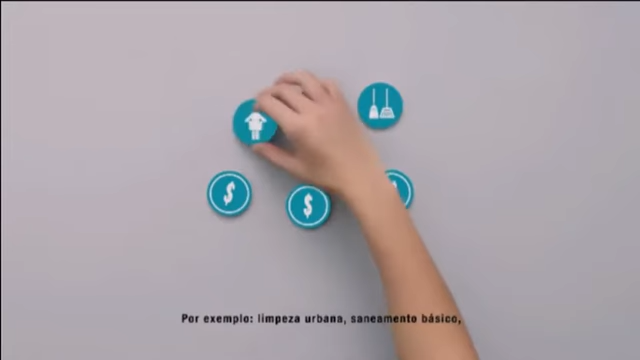 $ $
Por exemplo: limpeza urbana, saneamento básico,